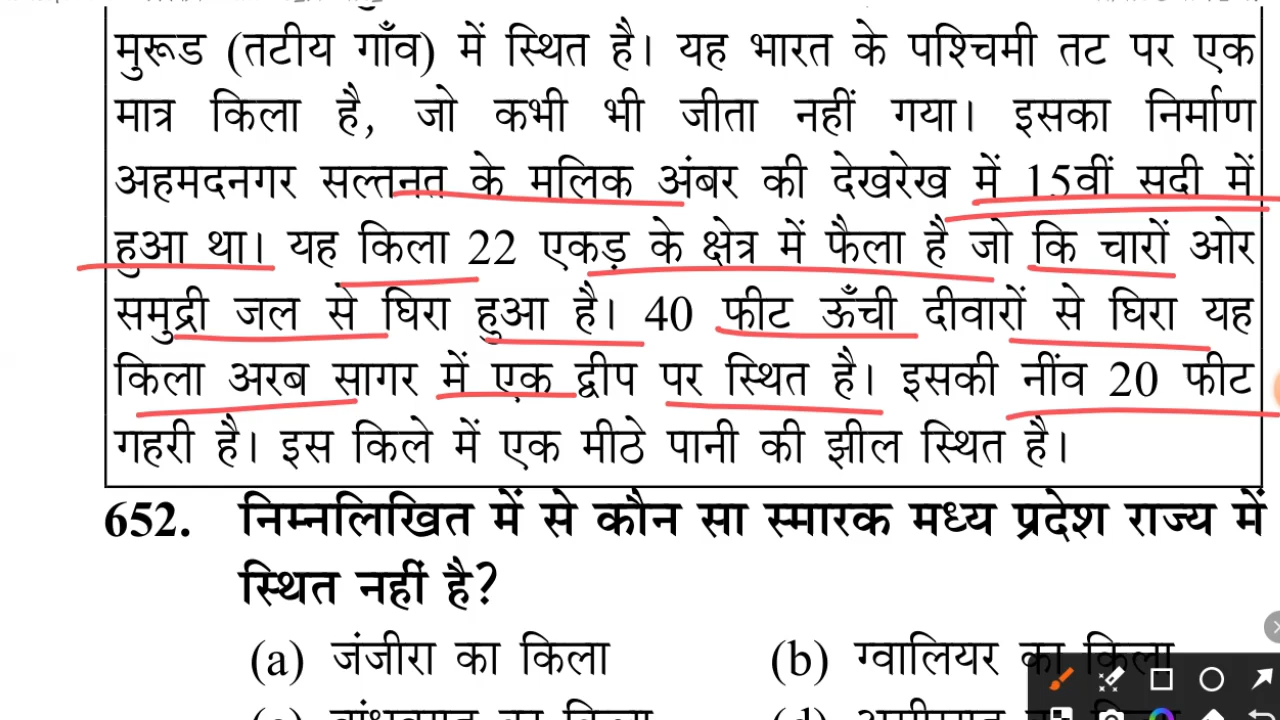 मुरूड (तटीय गाँव) में स्थित है। यह भारत के पश्चिमी तट पर एक
मात्र किला है, जो कभी भी जीता नहीं गया। इसका निर्माण
अहमदनगर सल्तनत के मलिक अंबर की देखरेख में 15वीं सदी में
हुआ था। यह किला 22 एकड़ के क्षेत्र में फैला है जो कि चारों ओर
समुद्री जल से घिरा हुआ है। 40 फीट ऊँची दीवारों से घिरा यह
किला अरब सागर में एक द्वीप पर स्थित है। इसकी नींव 20 फीट
गहरी है। इस किले में एक मीठे पानी की झील स्थित है।
652. निम्नलिखित में से कौन सा स्मारक मध्य प्रदेश राज्य में
स्थित नहीं है?
(a) जंजीरा का किला (b) ग्वालियर का किला